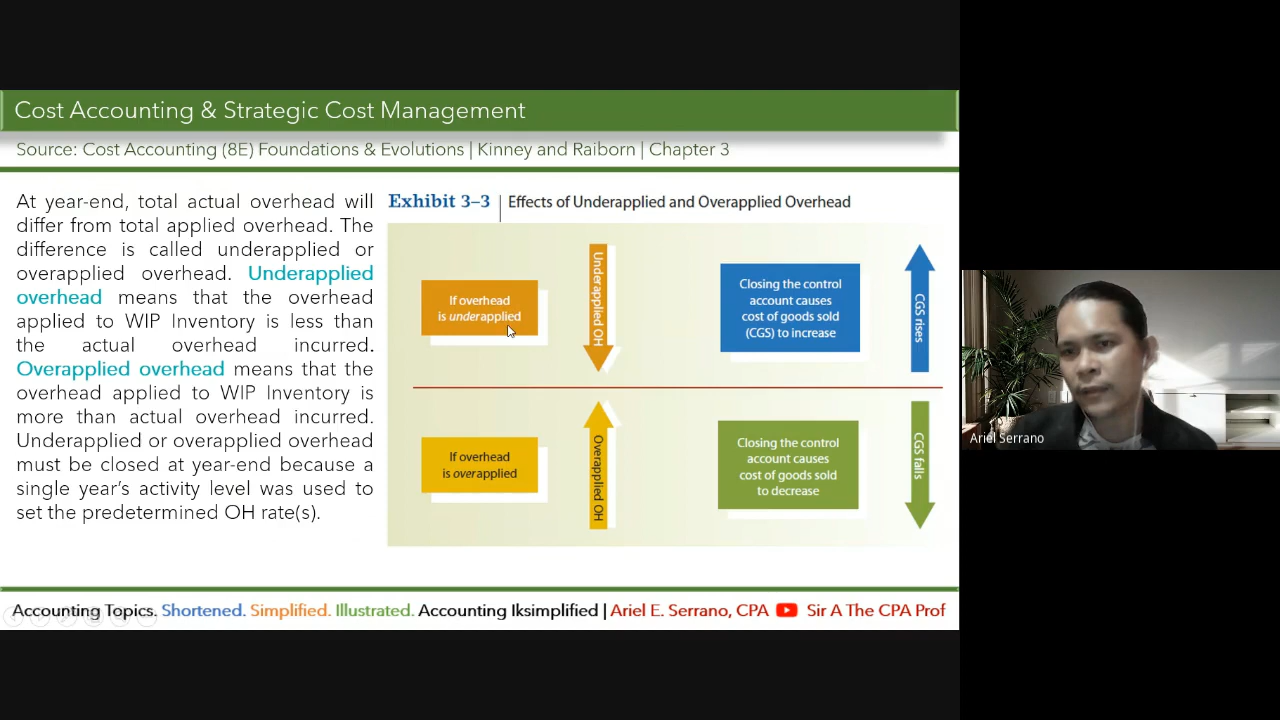 Cost Accounting & Strategic Cost Management
Source: Cost Accounting (8E) Foundations & Evolutions | Kinney and Raiborn | Chapter 3
At year-end, total actual overhead will
differ from total applied overhead. The
difference is called underapplied or
overapplied overhead. Underapplied
overhead means that the overhead
applied to WIP Inventory is less than
the actual overhead incurred.
Overapplied overhead means that the
overhead applied to WIP Inventory is
more than actual overhead incurred.
Underapplied or overapplied overhead
must be closed at year-end because a
single year's activity level was used to
set the predetermined OH rate(s).
Exhibit 3–3 | Effects of Underapplied and Overapplied Overhead
If overhead
is underapplied
Underapplied OH
Closing the control
account causes
cost of goods sold
(CGS) to increase
CGS rises
If overhead
is overapplied
Overapplied OH
Closing the control
account causes
cost of goods sold
to decrease
CGS falls
Accounting Topics. Shortened. Simplified. Illustrated. Accounting Iksimplified | Ariel E. Serrano, CPA Sir A The CPA Prof
Ariel Serrano